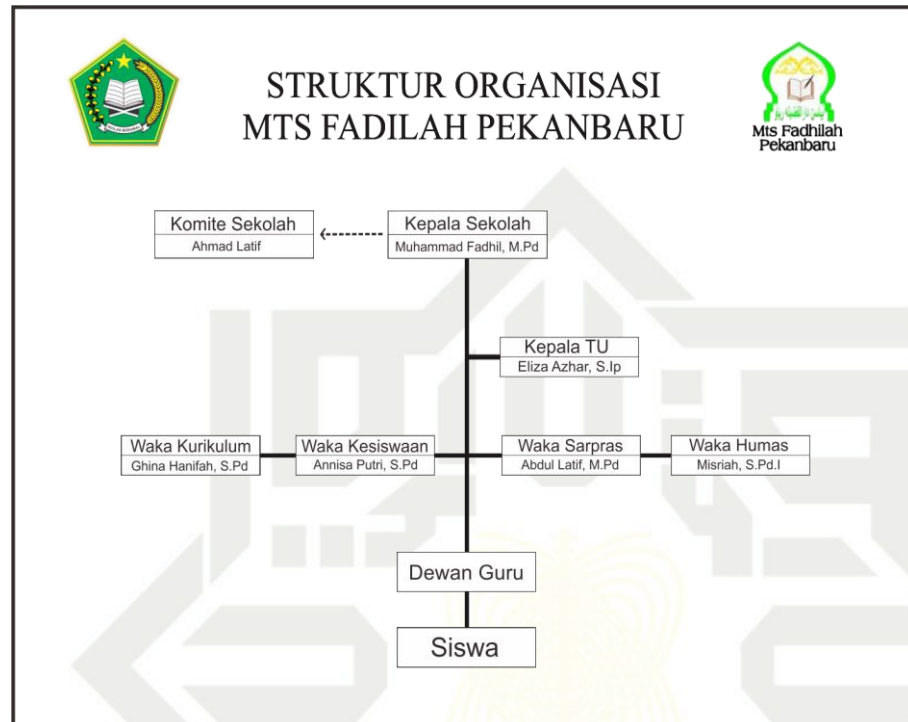 STRUKTUR ORGANISASI
MTS FADILAH PEKANBARU
Mts Fadhilah
Pekanbaru
Komite Sekolah
Ahmad Latif
Kepala Sekolah
Muhammad Fadhil, M.Pd
Kepala TU
Eliza Azhar, S.Ip
Waka Kurikulum
Ghina Hanifah, S.Pd
Waka Kesiswaan
Annisa Putri, S.Pd
Waka Sarpras
Abdul Latif, M.Pd
Waka Humas
Misriah, S.Pd.I
Dewan Guru
Siswa